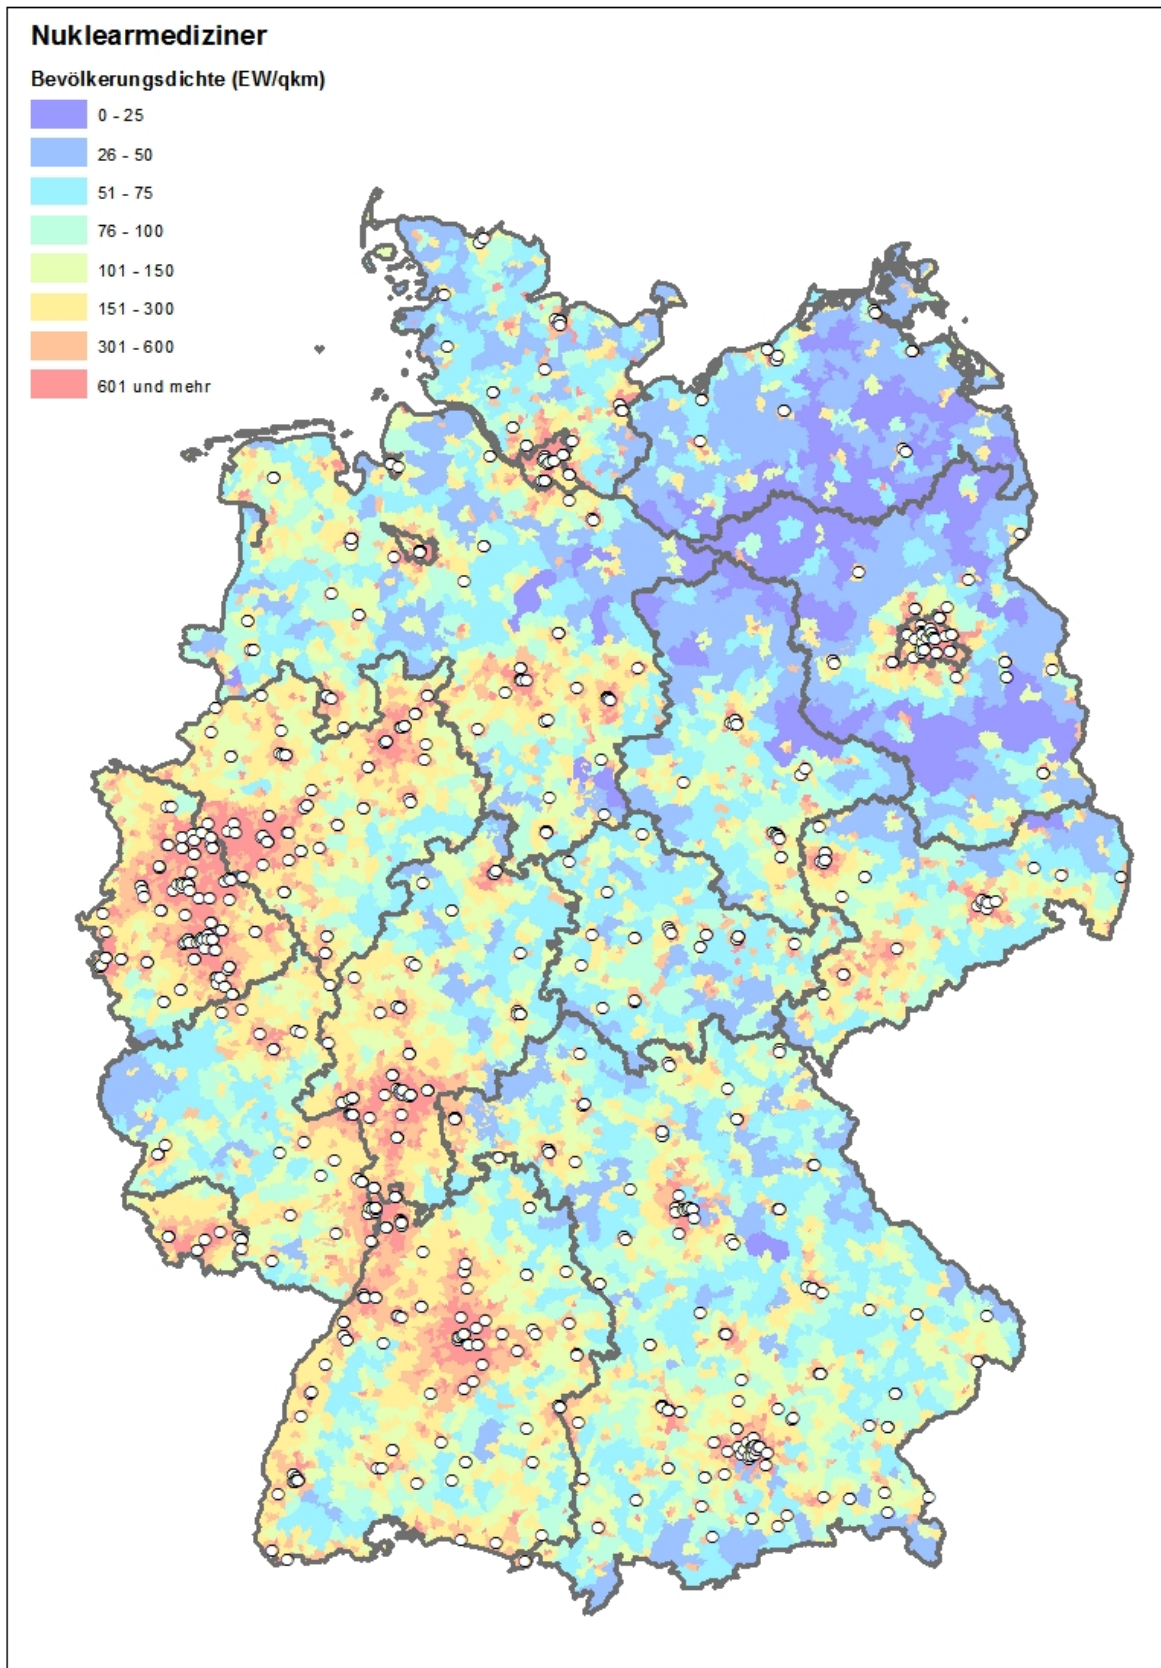 Nuklearmediziner
Bevölkerungsdichte (EW/qkm)
0 - 25
26 - 50
51 - 75
76 - 100
101 - 150
151 - 300
301 - 600
601 und mehr